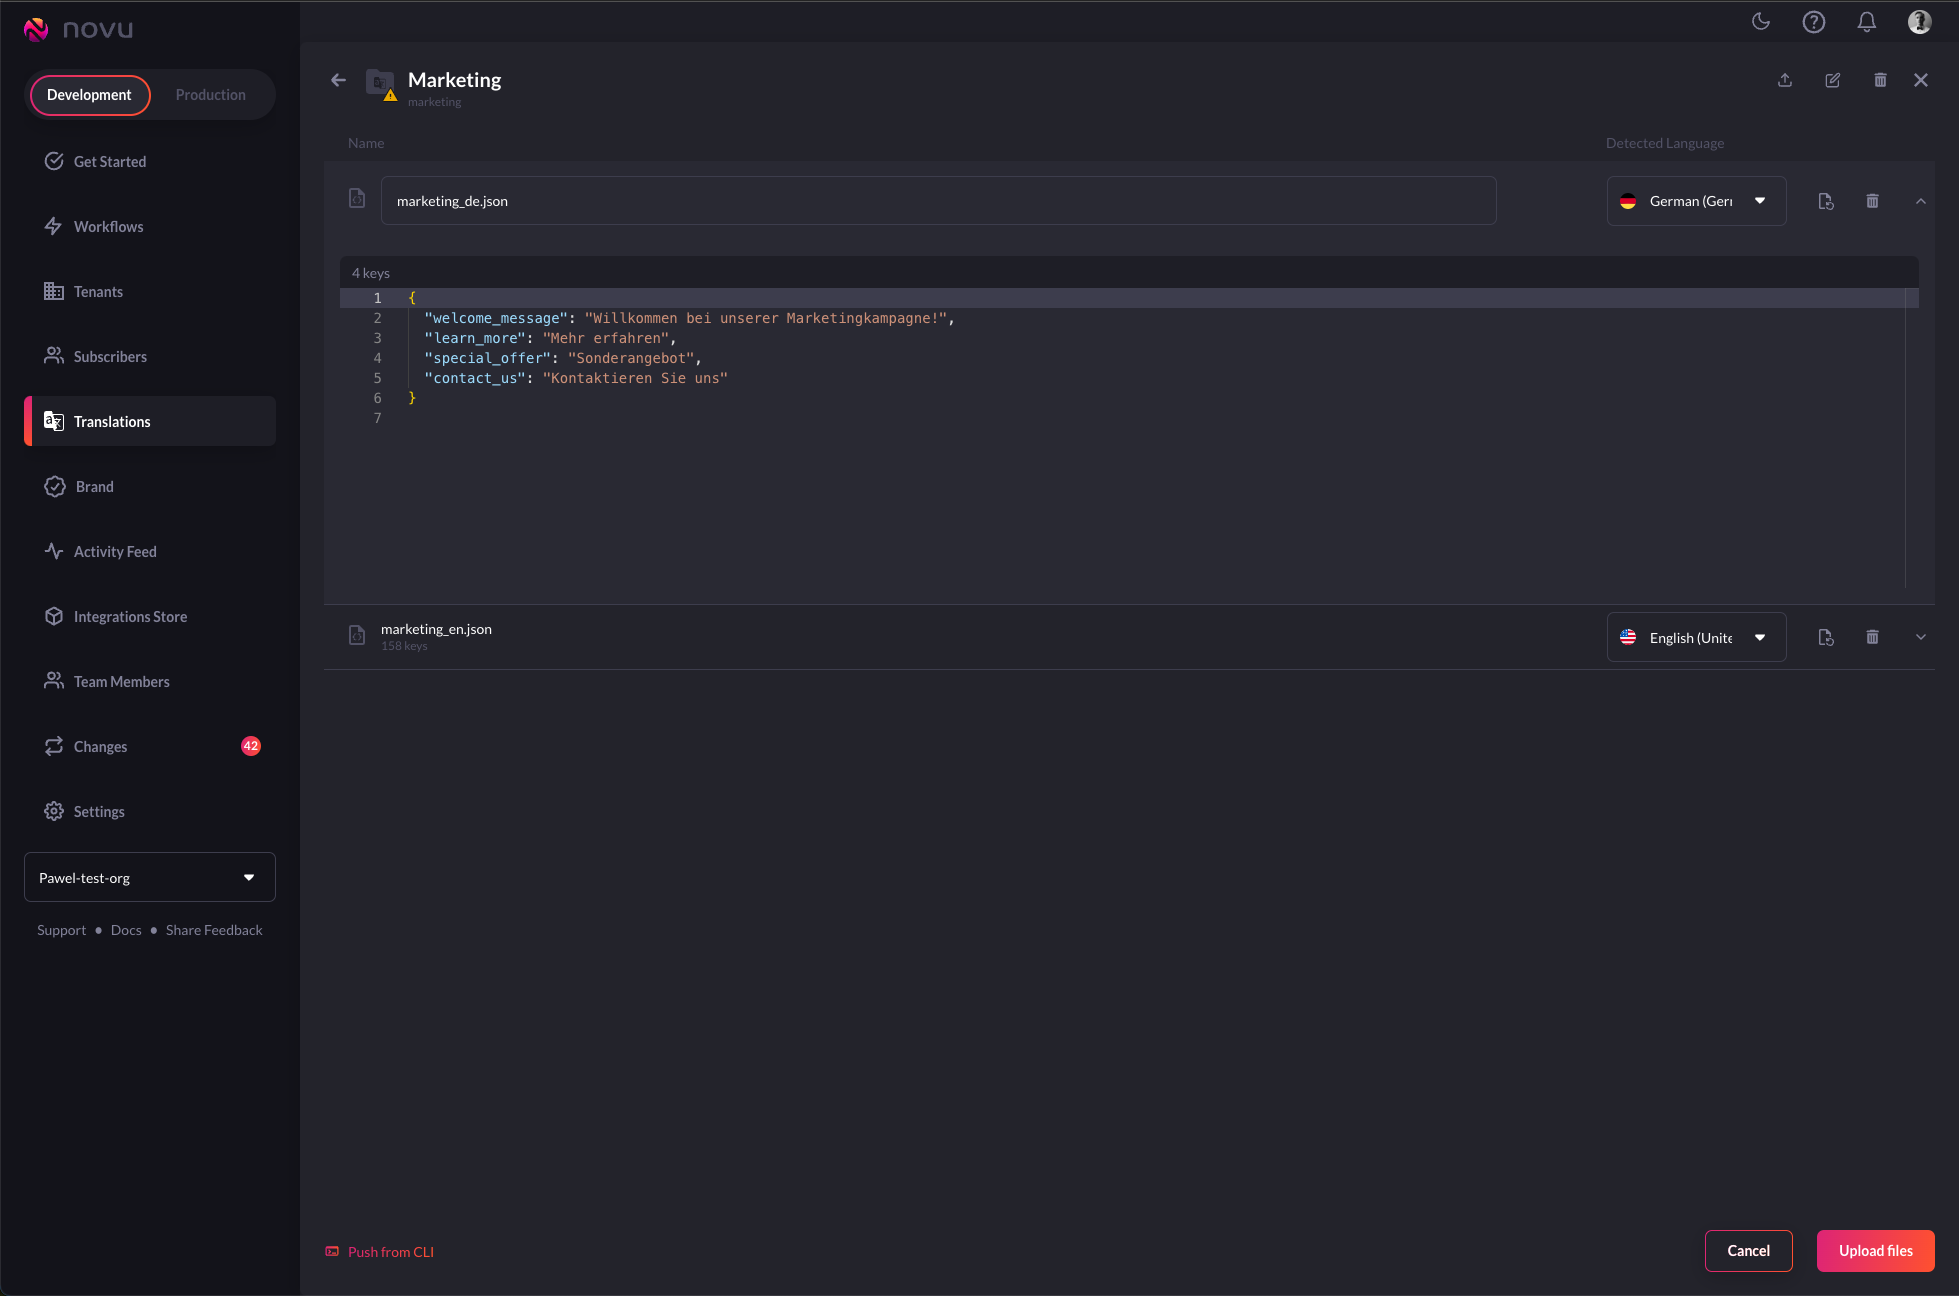 novu
Development
Production
Get Started
Workflows
Tenants
Subscribers
Translations
Brand
Activity Feed
Integrations Store
Team Members
Changes
42
Settings
Pawel-test-org
Support • Docs • Share Feedback
Marketing
marketing
Name
Detected Language
marketing_de.json
German (Ger
4 keys
1 {
2 "welcome_message": "Willkommen bei unserer Marketingkampagne!",
3 "learn_more": "Mehr erfahren",
4 "special_offer": "Sonderangebot",
5 "contact_us": "Kontaktieren Sie uns"
6 }
7
marketing_en.json
158 keys
English (Unite
Push from CLI
Cancel
Upload files